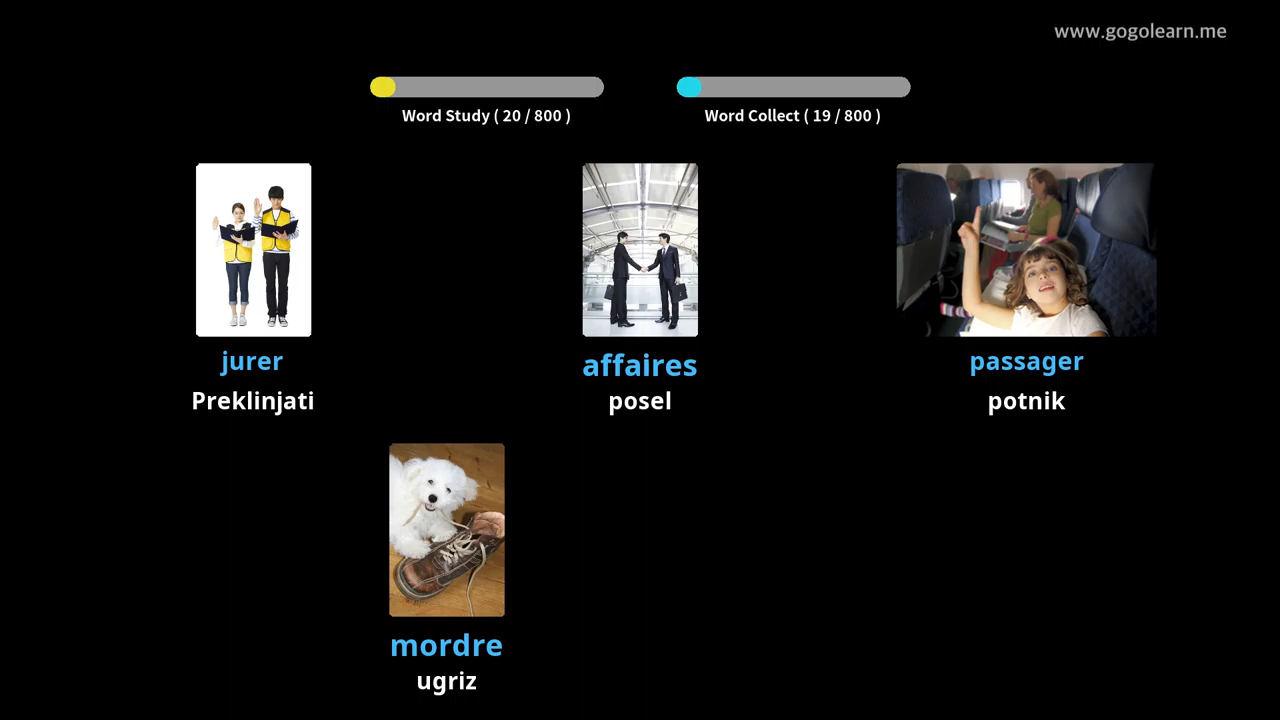 www.gogolearn.me
Word Study ( 20 / 800 )
Word Collect ( 19 / 800 )
jurer
Preklinjati
affaires
posel
passager
potnik
mordre
ugriz